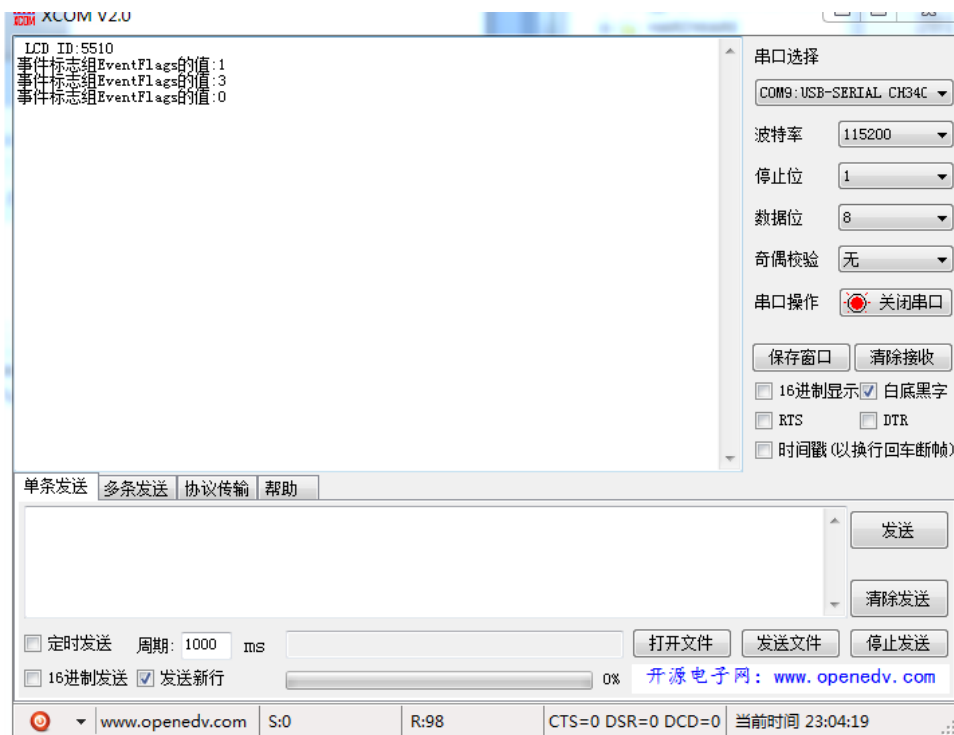 XCOM V2.0
LCD ID:5510
事件标志组EventFlags的值:1
事件标志组EventFlags的值:3
事件标志组EventFlags的值:0
串口选择
COM9:USB-SERIAL CH34C
波特率 115200
停止位 1
数据位 8
奇偶校验 无
串口操作 关闭串口
保存窗口 清除接收
16进制显示 白底黑字
RTS DTR
时间戳(以换行回车断帧)
单条发送 多条发送 协议传输 帮助
发送
清除发送
定时发送 周期: 1000 ms 打开文件 发送文件 停止发送
16进制发送 发送新行 0% 开源电子网: www.openedv.com
www.openedv.com S:0 R:98 CTS=0 DSR=0 DCD=0 当前时间 23:04:19